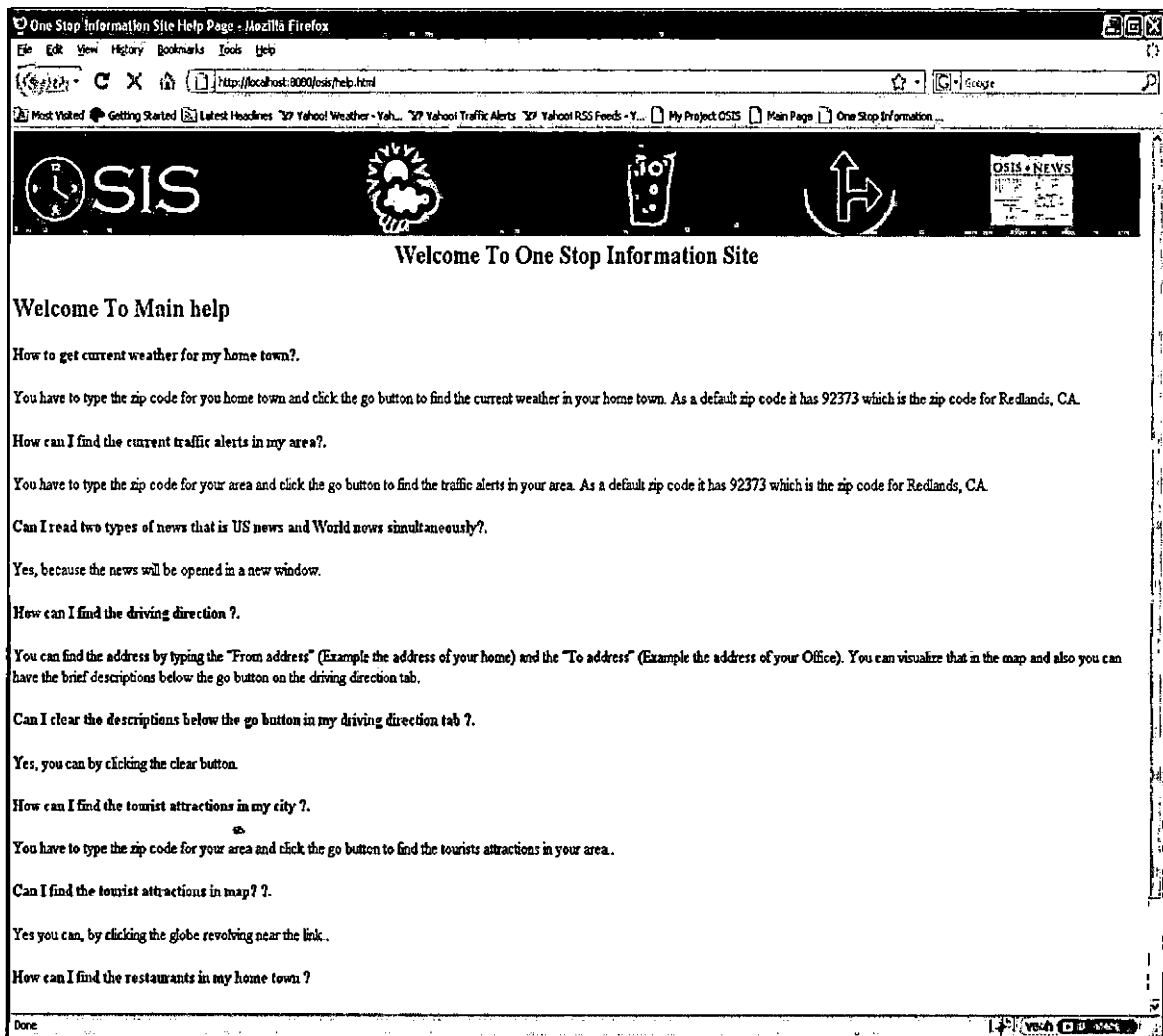 One Stop Information Site Help Page - Mozilla Firefox
File Edit View History Bookmarks Tools Help
http://localhost:8080/osis/help.html
Google
Most Visited Getting Started Latest Headlines Yahoo! Weather - Yah... Yahoo! Traffic Alerts Yahoo! RSS Feeds - Y... My Project OSIS Main Page One Stop Information ...
SIS
OSIS NEWS
Welcome To One Stop Information Site
Welcome To Main help
How to get current weather for my home town?.
You have to type the zip code for you home town and click the go button to find the current weather in your home town. As a default zip code it has 92373 which is the zip code for Redlands, CA.
How can I find the current traffic alerts in my area?.
You have to type the zip code for your area and click the go button to find the traffic alerts in your area. As a default zip code it has 92373 which is the zip code for Redlands, CA.
Can I read two types of news that is US news and World news simultaneously?.
Yes, because the news will be opened in a new window.
How can I find the driving direction ?.
You can find the address by typing the "From address" (Example the address of your home) and the "To address" (Example the address of your Office). You can visualize that in the map and also you can
have the brief descriptions below the go button on the driving direction tab.
Can I clear the descriptions below the go button in my driving direction tab ?.
Yes, you can by clicking the clear button.
How can I find the tourist attractions in my city ?.
You have to type the zip code for your area and click the go button to find the tourists attractions in your area..
Can I find the tourist attractions in map? ?.
Yes you can, by clicking the globe revolving near the link..
How can I find the restaurants in my home town ?
Done